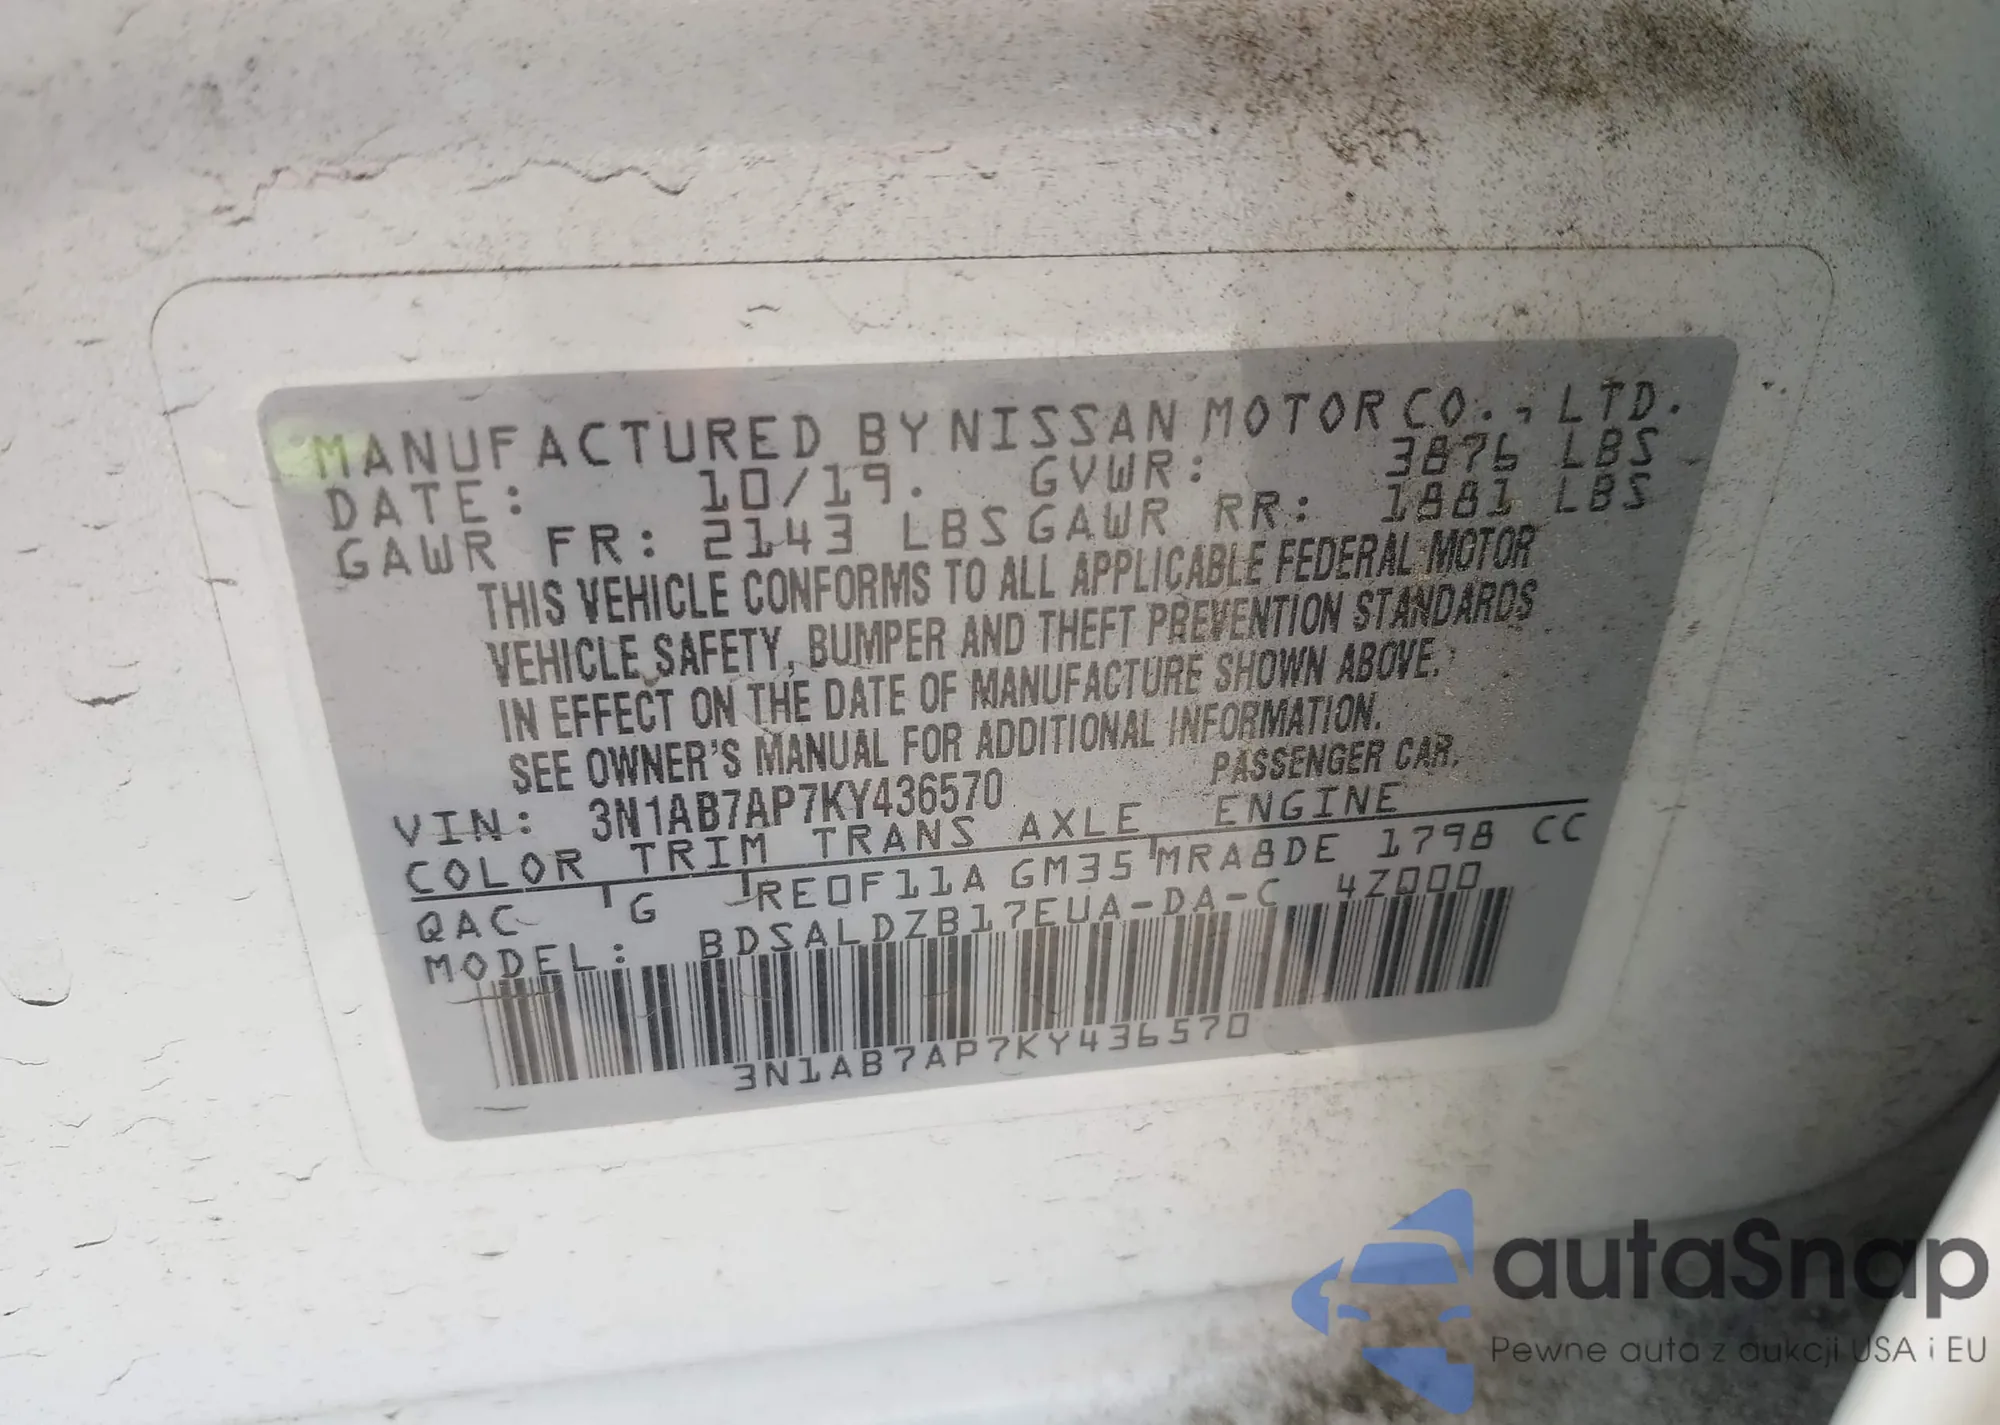 MANUFACTURED BY NISSAN MOTOR CO., LTD.
DATE: 10/19. GVWR: 3876 LBS
GAWR FR: 2143 LBS GAWR RR: 1881 LBS
THIS VEHICLE CONFORMS TO ALL APPLICABLE FEDERAL MOTOR
VEHICLE SAFETY, BUMPER AND THEFT PREVENTION STANDARDS
IN EFFECT ON THE DATE OF MANUFACTURE SHOWN ABOVE.
SEE OWNER'S MANUAL FOR ADDITIONAL INFORMATION.
PASSENGER CAR.
VIN: 3N1AB7AP7KY436570
COLOR TRIM TRANS AXLE ENGINE
QAC G RE0F11A GM35 MRA8DE 1798 CC
MODEL: BDSALDZB17EUA-DA-C 4Z000
3N1AB7AP7KY436570
autaSnap
Pewne auta z aukcji USA i EU